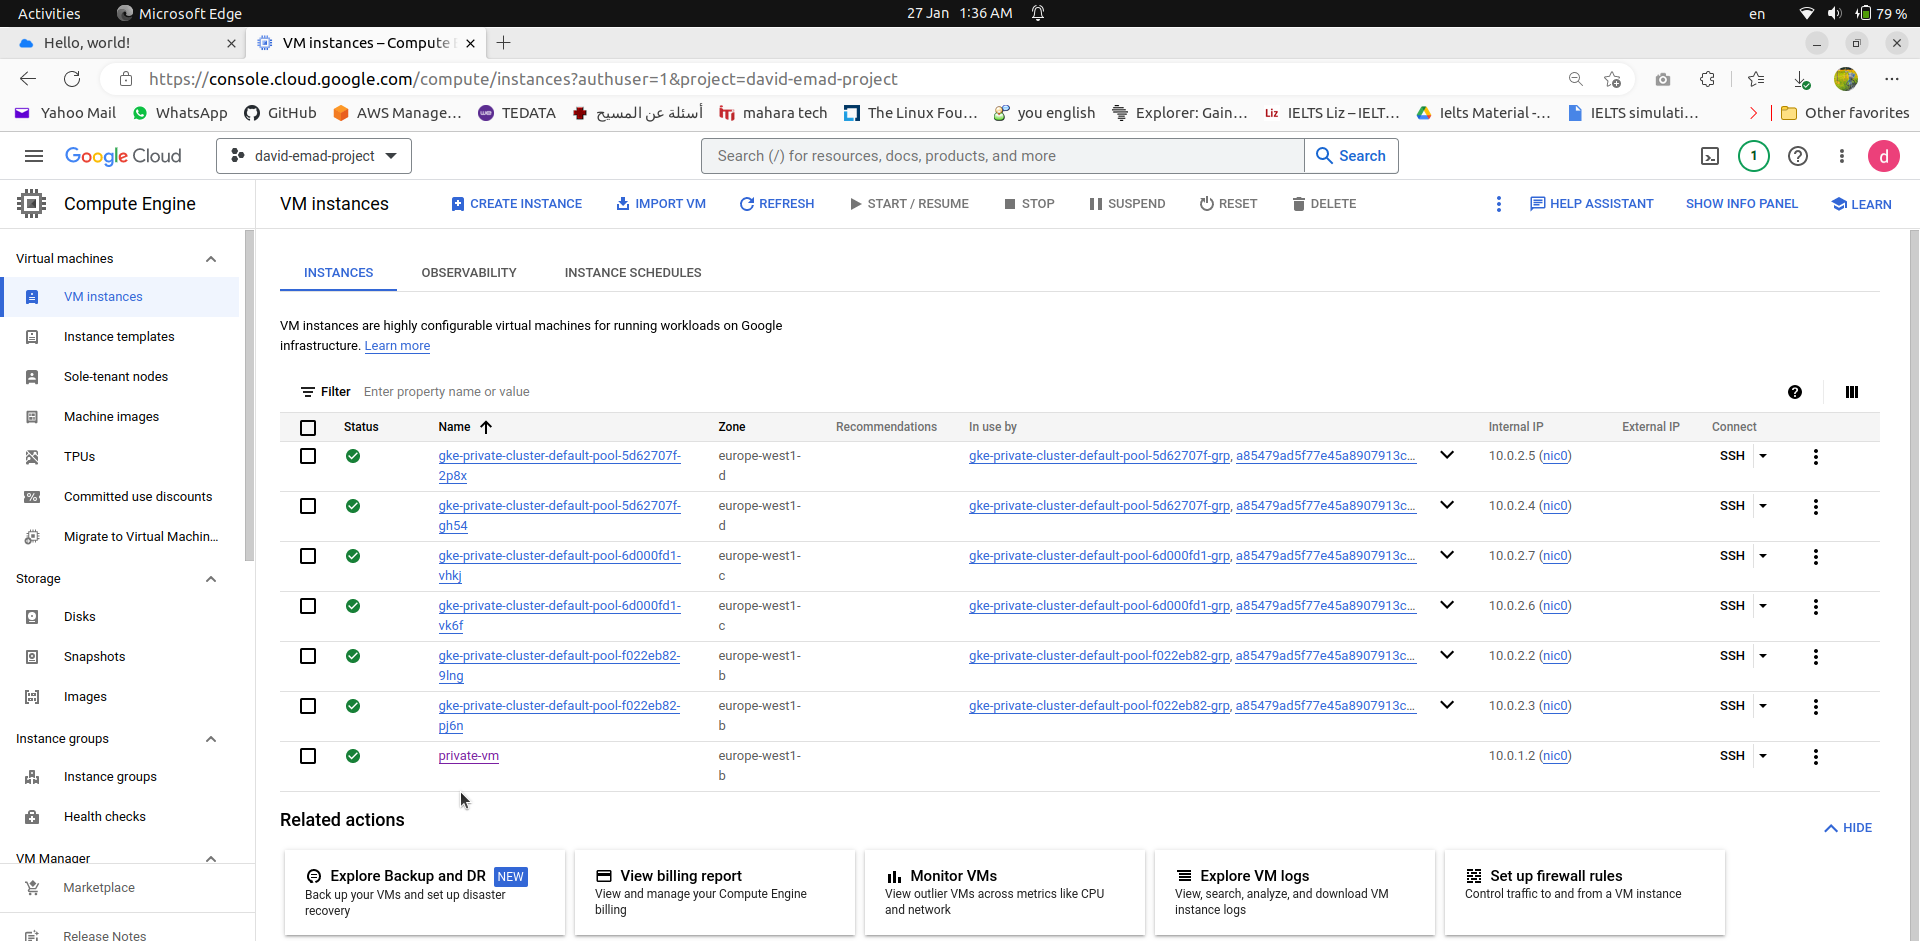 Activities Microsoft Edge 27 Jan 1:36 AM en 79 %
Hello, world! VM instances – Compute E
https://console.cloud.google.com/compute/instances?authuser=1&project=david-emad-project
Yahoo Mail WhatsApp GitHub AWS Manage... TEDATA أسئلة عن المسيح mahara tech The Linux Fou... you english Explorer: Gain... Liz IELTS Liz – IELT... Ielts Material -... IELTS simulati... Other favorites
Google Cloud david-emad-project Search (/) for resources, docs, products, and more Search 1 d
Compute Engine VM instances CREATE INSTANCE IMPORT VM REFRESH START / RESUME STOP SUSPEND RESET DELETE HELP ASSISTANT SHOW INFO PANEL LEARN
Virtual machines
VM instances
Instance templates
Sole-tenant nodes
Machine images
TPUs
Committed use discounts
Migrate to Virtual Machin...
Storage
Disks
Snapshots
Images
Instance groups
Instance groups
Health checks
VM Manager
Marketplace
Release Notes
INSTANCES OBSERVABILITY INSTANCE SCHEDULES
VM instances are highly configurable virtual machines for running workloads on Google
infrastructure. Learn more
Filter Enter property name or value
Status Name Zone Recommendations In use by Internal IP External IP Connect
gke-private-cluster-default-pool-5d62707f- europe-west1- gke-private-cluster-default-pool-5d62707f-grp, a85479ad5f77e45a8907913c... 10.0.2.5 (nic0) SSH
2p8x d
gke-private-cluster-default-pool-5d62707f- europe-west1- gke-private-cluster-default-pool-5d62707f-grp, a85479ad5f77e45a8907913c... 10.0.2.4 (nic0) SSH
gh54 d
gke-private-cluster-default-pool-6d000fd1- europe-west1- gke-private-cluster-default-pool-6d000fd1-grp, a85479ad5f77e45a8907913c... 10.0.2.7 (nic0) SSH
vhkj c
gke-private-cluster-default-pool-6d000fd1- europe-west1- gke-private-cluster-default-pool-6d000fd1-grp, a85479ad5f77e45a8907913c... 10.0.2.6 (nic0) SSH
vk6f c
gke-private-cluster-default-pool-f022eb82- europe-west1- gke-private-cluster-default-pool-f022eb82-grp, a85479ad5f77e45a8907913c... 10.0.2.2 (nic0) SSH
9lng b
gke-private-cluster-default-pool-f022eb82- europe-west1- gke-private-cluster-default-pool-f022eb82-grp, a85479ad5f77e45a8907913c... 10.0.2.3 (nic0) SSH
pj6n b
private-vm europe-west1- 10.0.1.2 (nic0) SSH
b
Related actions
HIDE
Explore Backup and DR NEW
Back up your VMs and set up disaster
recovery
View billing report
View and manage your Compute Engine
billing
Monitor VMs
View outlier VMs across metrics like CPU
and network
Explore VM logs
View, search, analyze, and download VM
instance logs
Set up firewall rules
Control traffic to and from a VM instance